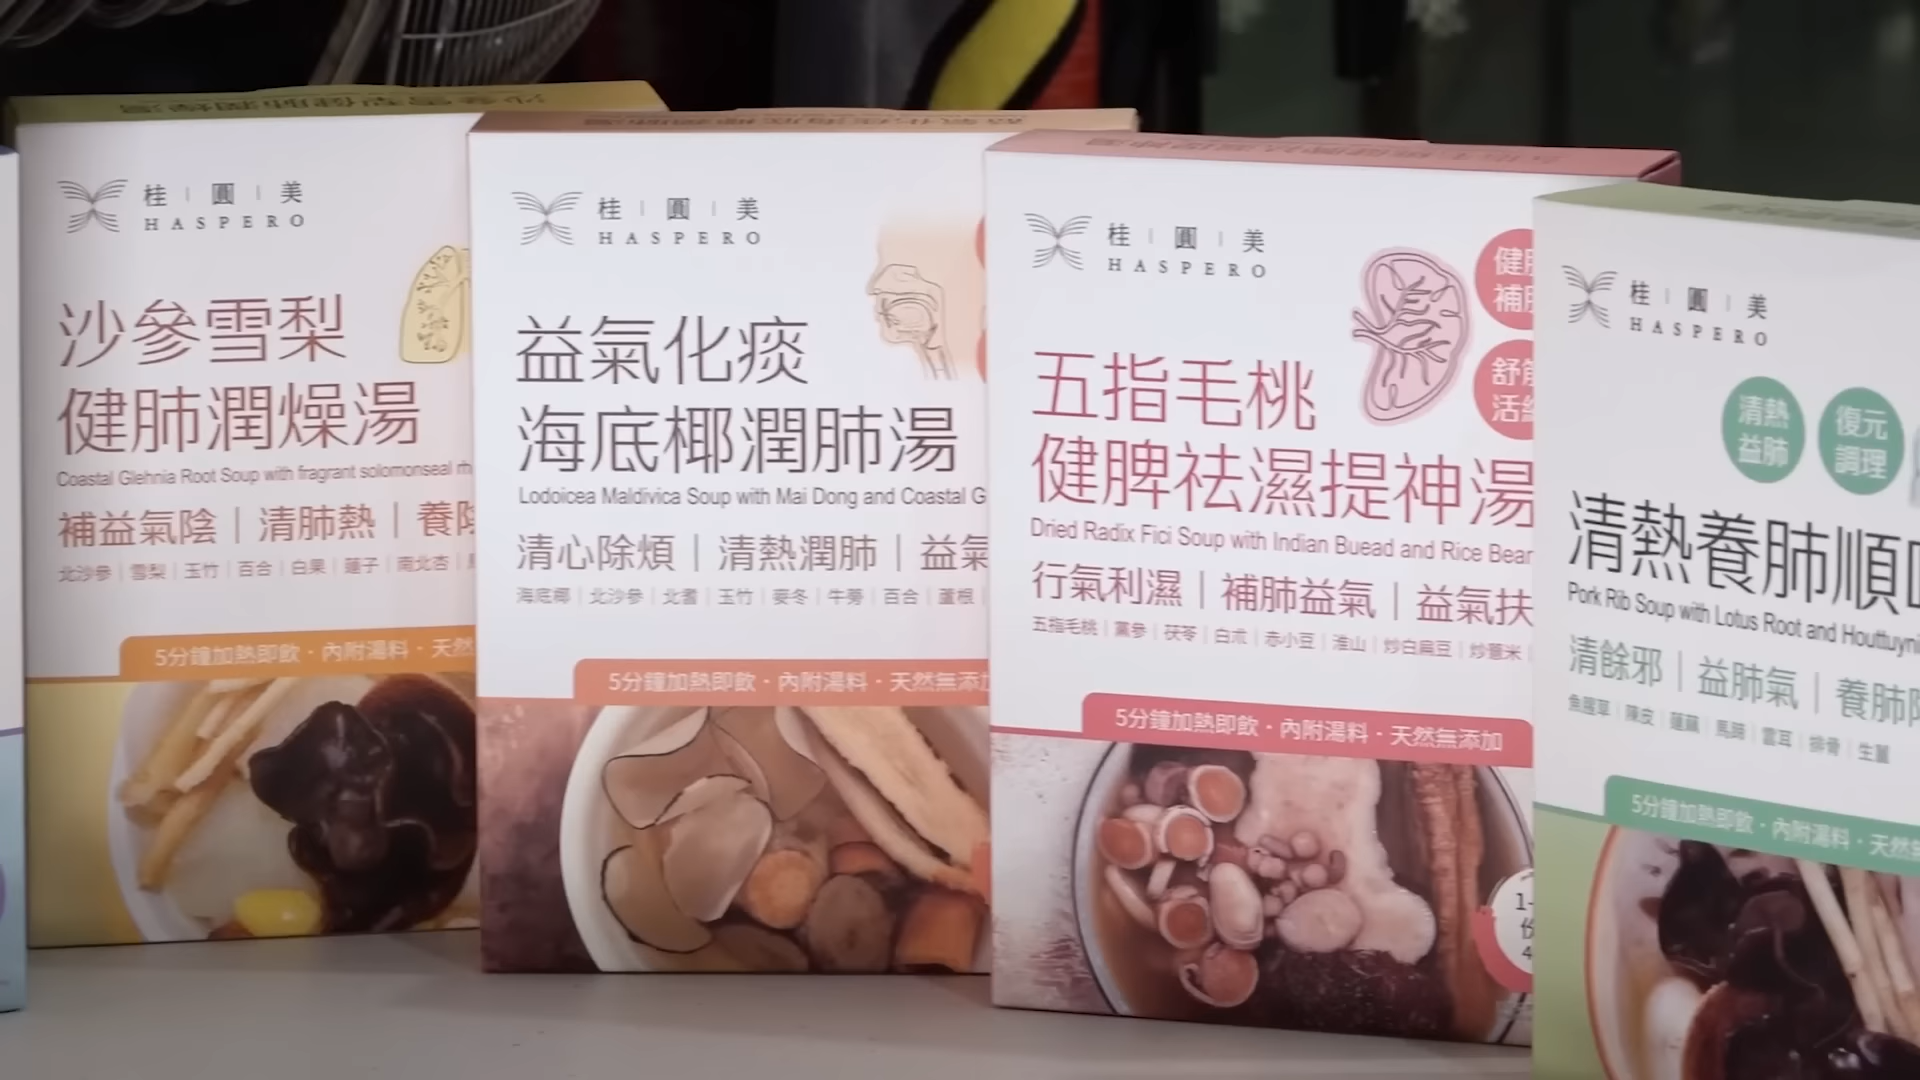 桂 | 圓 | 美
HASPERO
沙參雪梨
健肺潤燥湯
Coastal Glehnia Root Soup with fragrant solomonseal
補益氣陰 | 清肺熱 | 養
北沙參 | 雪梨 | 玉竹 | 百合 | 白果 | 蓮子 | 南北杏
5分鐘加熱即飲・內附湯料・天然
桂 | 圓 | 美
HASPERO
益氣化痰
海底椰潤肺湯
Lodoicea Maldivica Soup with Mai Dong and Coastal
清心除煩 | 清熱潤肺 | 益氣
海底椰 | 北沙參 | 北耆 | 玉竹 | 麥冬 | 牛蒡 | 百合 | 蘆根
5分鐘加熱即飲・內附湯料・天然無添加
桂 | 圓 | 美
HASPERO
健
補
舒
活
五指毛桃
健脾祛濕提神湯
Dried Radix Fici Soup with Indian Buead and Rice Bean
行氣利濕 | 補肺益氣 | 益氣扶
五指毛桃 | 黨參 | 茯苓 | 白朮 | 赤小豆 | 淮山 | 炒白扁豆 | 炒薏米
5分鐘加熱即飲・內附湯料・天然無添加
桂 | 圓 | 美
HASPERO
清熱
益肺
復元
調理
清熱養肺順
Pork Rib Soup with Lotus Root and Houttuyni
清餘邪 | 益肺氣 | 養肺
魚腥草 | 陳皮 | 蓮藕 | 馬蹄 | 雲耳 | 排骨 | 生薑
5分鐘加熱即飲・內附湯料・天然